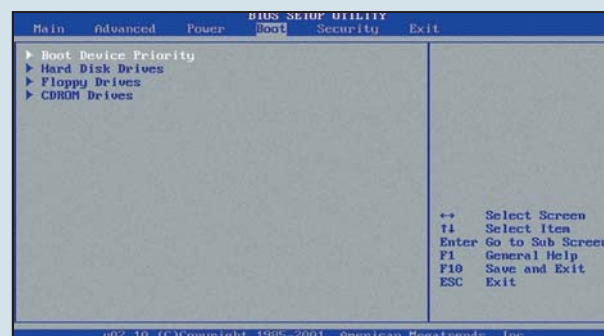 BIOS SETUP UTILITY
Main Advanced Power Boot Security Exit
Boot Device Priority
Hard Disk Drives
Floppy Drives
CDROM Drives
↔ Select Screen
↑↓ Select Item
Enter Go to Sub Screen
F1 General Help
F10 Save and Exit
ESC Exit
v02.10 (C)Copyright 1985-2001, American Megatrends, Inc.